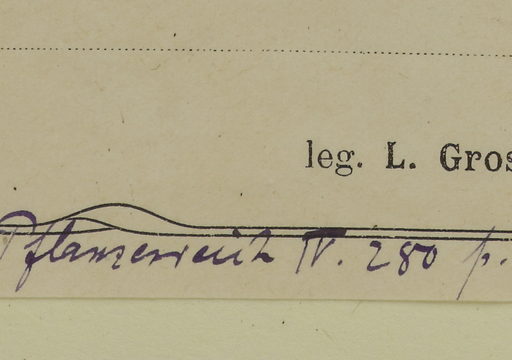 leg. L. Gros
Pflanzenreich IV. 280 p.